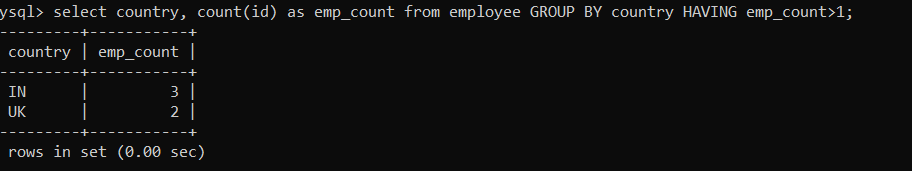 ysql> select country, count(id) as emp_count from employee GROUP BY country HAVING emp_count>1;
---------+-----------+
country | emp_count |
---------+-----------+
IN      |         3 |
UK      |         2 |
---------+-----------+
rows in set (0.00 sec)